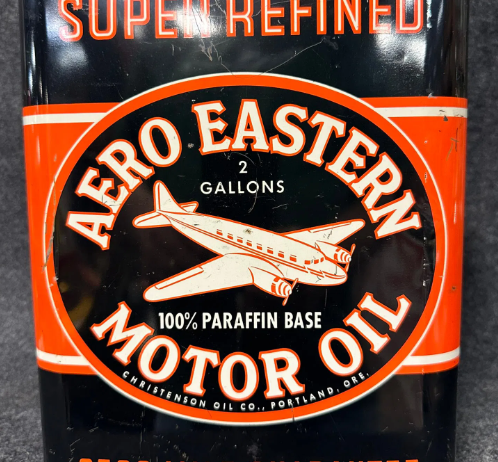 SUPER REFINED
AERO EASTERN
2
GALLONS
100% PARAFFIN BASE
MOTOR OIL
CHRISTENSON OIL CO., PORTLAND, ORE.